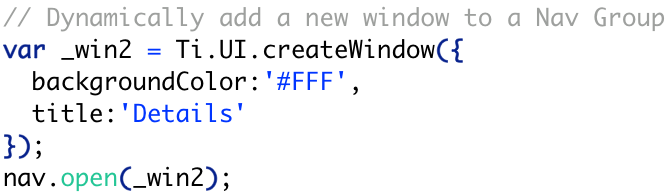 // Dynamically add a new window to a Nav Group
var _win2 = Ti.UI.createWindow({
  backgroundColor:'#FFF',
  title:'Details'
});
nav.open(_win2);